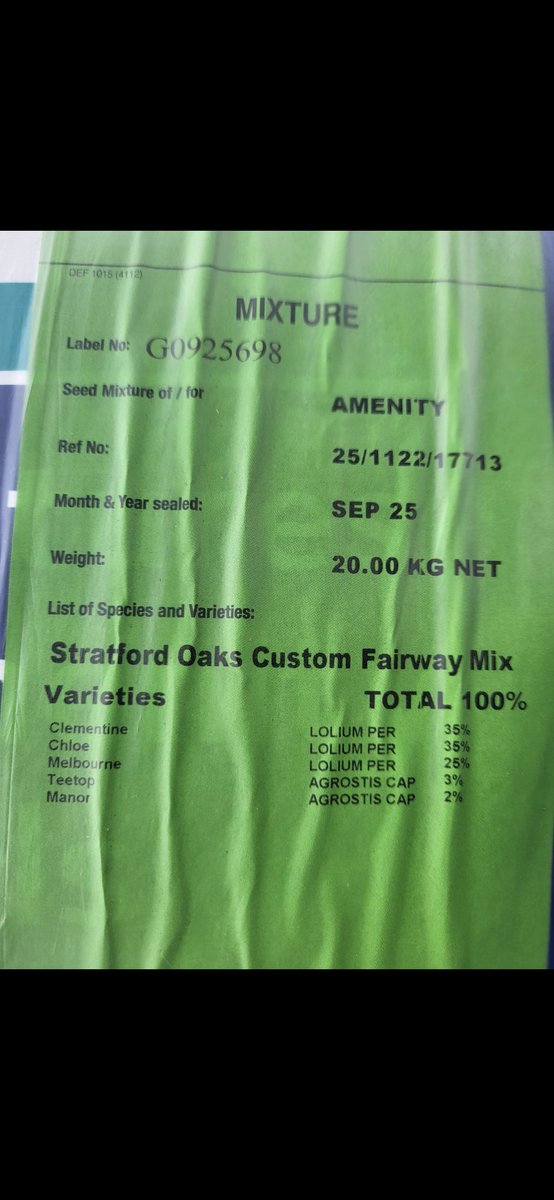 DEF 1015 (4112)
MIXTURE
Label No: G0925698
Seed Mixture of / for AMENITY
Ref No: 25/1122/17713
Month & Year sealed: SEP 25
Weight: 20.00 KG NET
List of Species and Varieties:
Stratford Oaks Custom Fairway Mix
Varieties TOTAL 100%
Clementine LOLIUM PER 35%
Chloe LOLIUM PER 35%
Melbourne LOLIUM PER 25%
Teetop AGROSTIS CAP 3%
Manor AGROSTIS CAP 2%